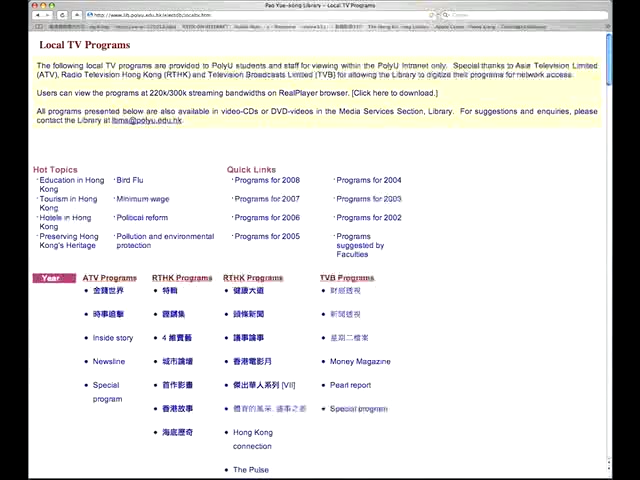 Pao Yue-kong Library -- Local TV Programs
Local TV Programs
The following local TV programs are provided to PolyU students and staff for viewing within the PolyU Intranet only. Special thanks to Asia Television Limited
(ATV), Radio Television Hong Kong (RTHK) and Television Broadcasts Limited (TVB) for allowing the Library to digitize their programs for network access.
Users can view the programs at 220k/300k streaming bandwidths on RealPlayer browser. [Click here to download.]
All programs presented below are also available in video-CDs or DVD-videos in the Media Services Section, Library. For suggestions and enquiries, please
contact the Library at lbms@polyu.edu.hk.
Hot Topics Quick Links
Education in Hong Kong Bird Flu Programs for 2008 Programs for 2004
Tourism in Hong Kong Minimum wage Programs for 2007 Programs for 2003
Hotels in Hong Kong Political reform Programs for 2006 Programs for 2002
Preserving Hong Kong's Heritage Pollution and environmental protection Programs for 2005 Programs suggested by Faculties
Year ATV Programs RTHK Programs RTHK Programs TVB Programs
金錢世界 特輯 健康大道 財經透視
時事追擊 鏗鏘集 頭條新聞 新聞透視
Inside story 議事論事 星期二檔案
Newsline 城市論壇 香港電影月 Money Magazine
Special program 傑出華人系列 [VII] Pearl report
香港故事 Special program
海底歷奇 Hong Kong connection
The Pulse